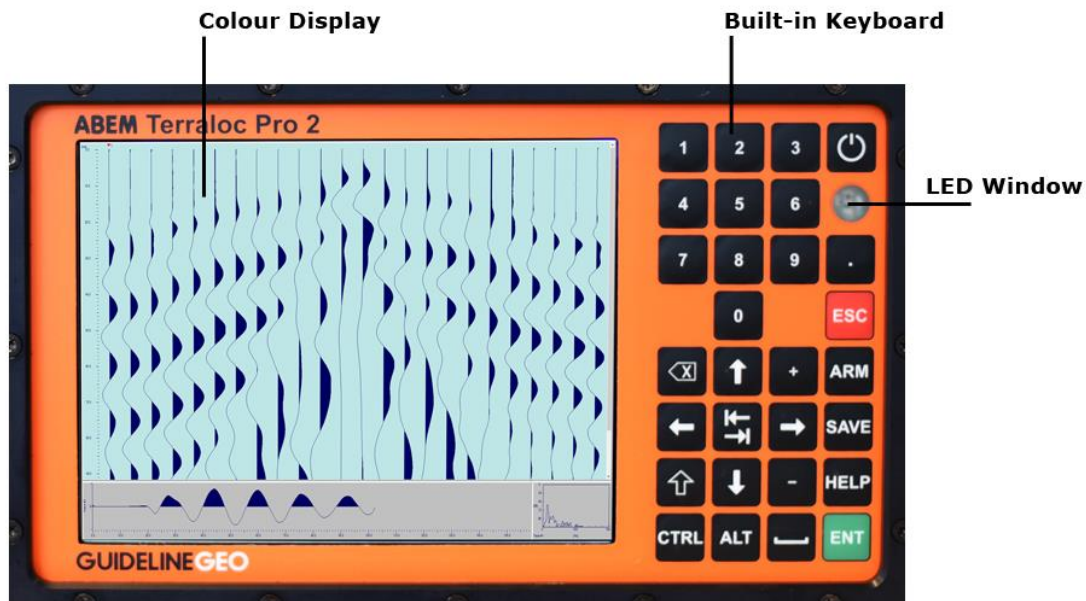 Colour Display
Built-in Keyboard
ABEM Terraloc Pro 2
1 2 3
LED Window
4 5 6
7 8 9 .
0 ESC
X + ARM
SAVE
- HELP
CTRL ALT ENT
GUIDELINEGEO